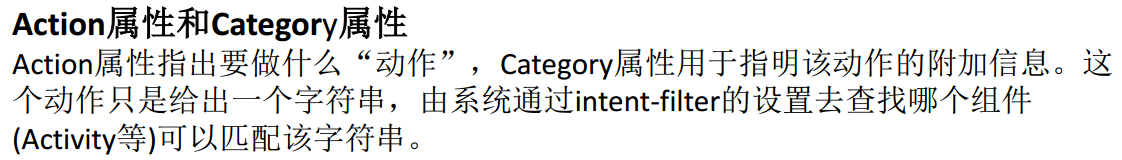 Action属性和Category属性
Action属性指出要做什么“动作”，Category属性用于指明该动作的附加信息。这
个动作只是给出一个字符串，由系统通过intent-filter的设置去查找哪个组件
(Activity等)可以匹配该字符串。